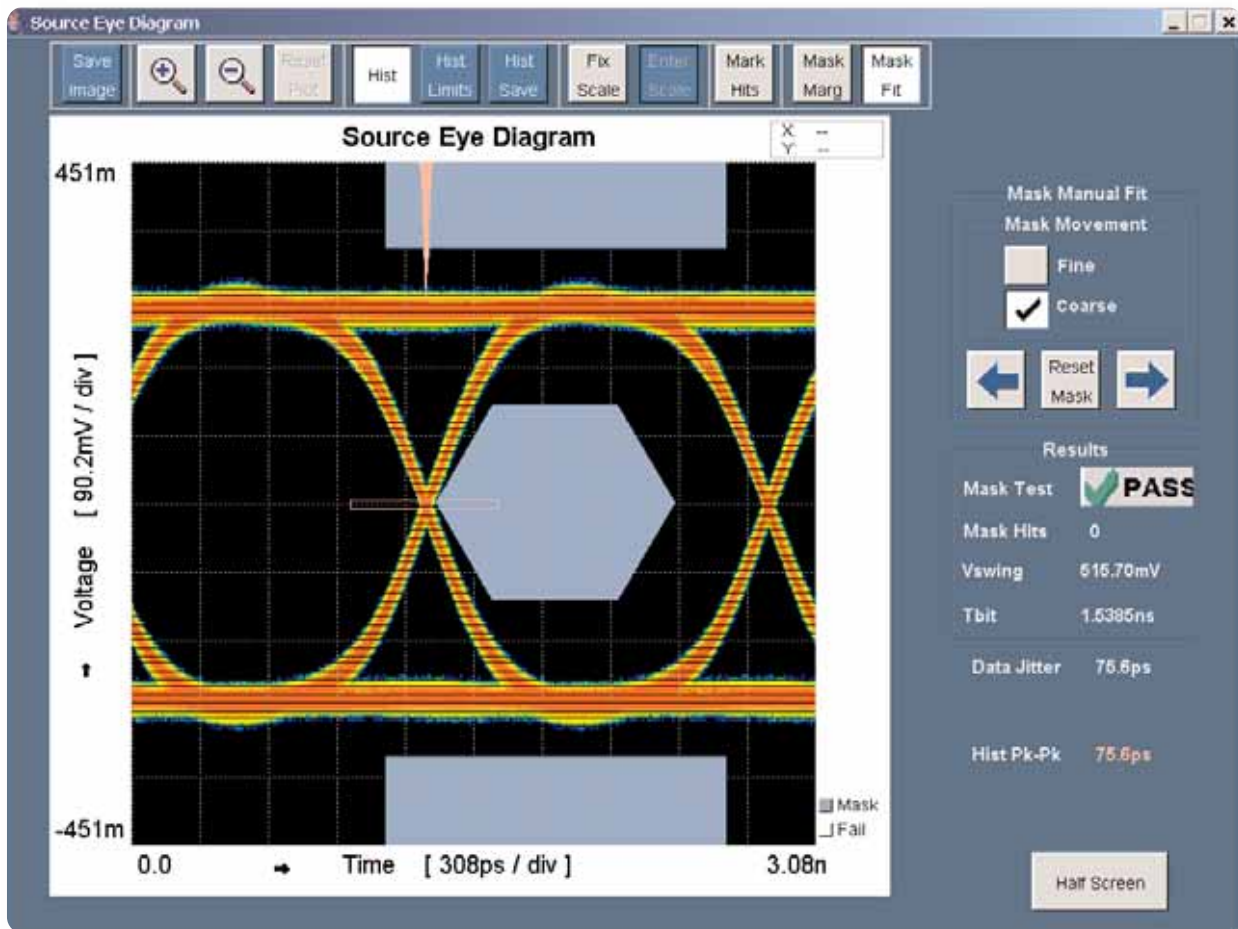 Source Eye Diagram
Save Image
Reset Plot
Hist
Hist Limits
Hist Save
Fix Scale
Enter Scale
Mark Hits
Mask Marg
Mask Fit
Source Eye Diagram
X: --
Y: --
451m
Voltage [ 90.2mV / div ]
-451m
0.0
Time [ 308ps / div ]
3.08n
Mask
Fail
Mask Manual Fit
Mask Movement
Fine
Coarse
Reset Mask
Results
Mask Test PASS
Mask Hits 0
Vswing 516.70mV
Tbit 1.5385ns
Data Jitter 75.6ps
Hist Pk-Pk 75.6ps
Half Screen